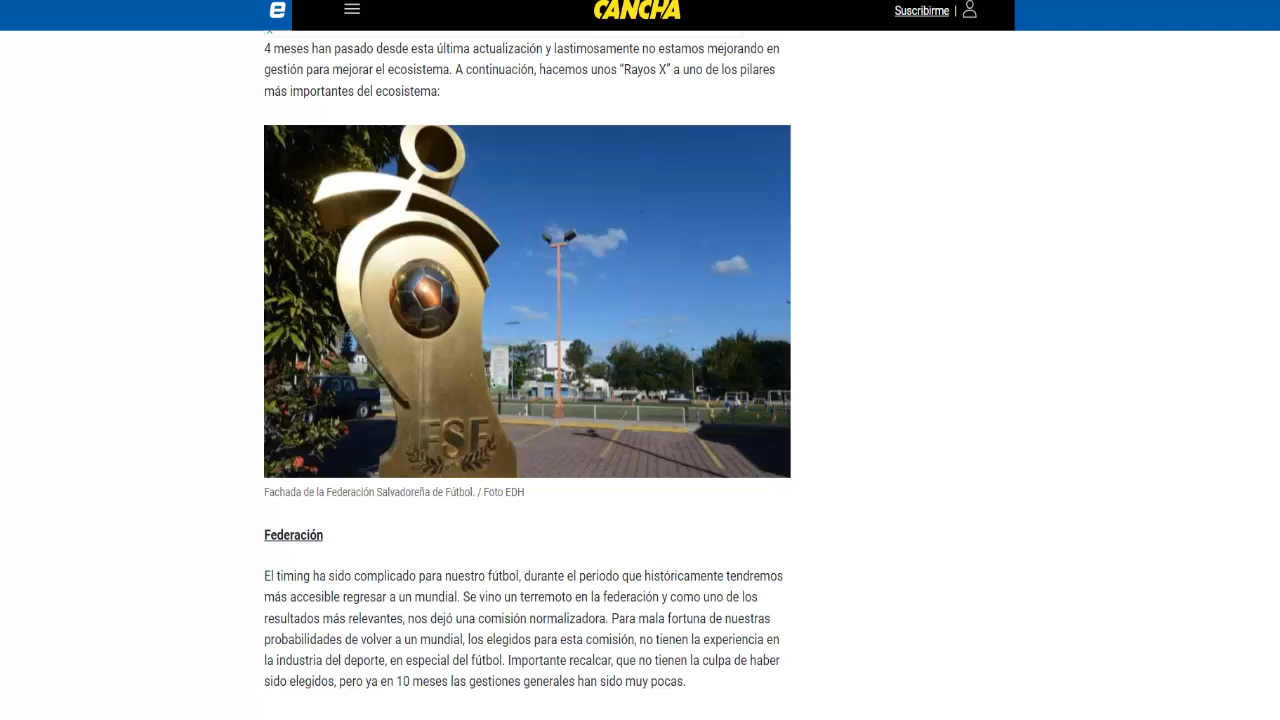 e
CANCHA
Suscribirme |
4 meses han pasado desde esta última actualización y lastimosamente no estamos mejorando en
gestión para mejorar el ecosistema. A continuación, hacemos unos “Rayos X” a uno de los pilares
más importantes del ecosistema:
FSF
Fachada de la Federación Salvadoreña de Fútbol. / Foto EDH
Federación
El timing ha sido complicado para nuestro fútbol, durante el periodo que históricamente tendremos
más accesible regresar a un mundial. Se vino un terremoto en la federación y como uno de los
resultados más relevantes, nos dejó una comisión normalizadora. Para mala fortuna de nuestras
probabilidades de volver a un mundial, los elegidos para esta comisión, no tienen la experiencia en
la industria del deporte, en especial del fútbol. Importante recalcar, que no tienen la culpa de haber
sido elegidos, pero ya en 10 meses las gestiones generales han sido muy pocas.